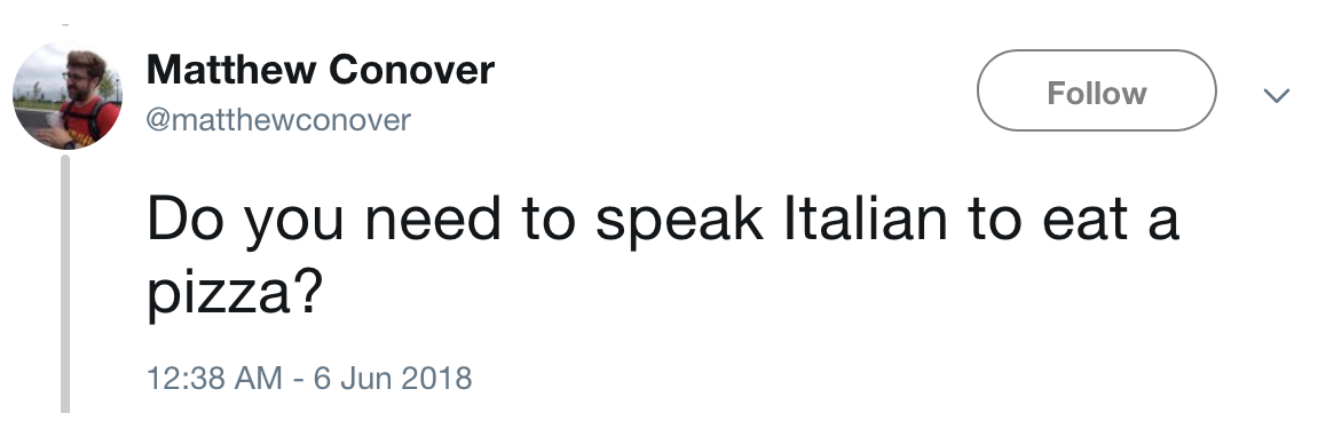 Matthew Conover
@matthewconover
Follow
Do you need to speak Italian to eat a
pizza?
12:38 AM - 6 Jun 2018